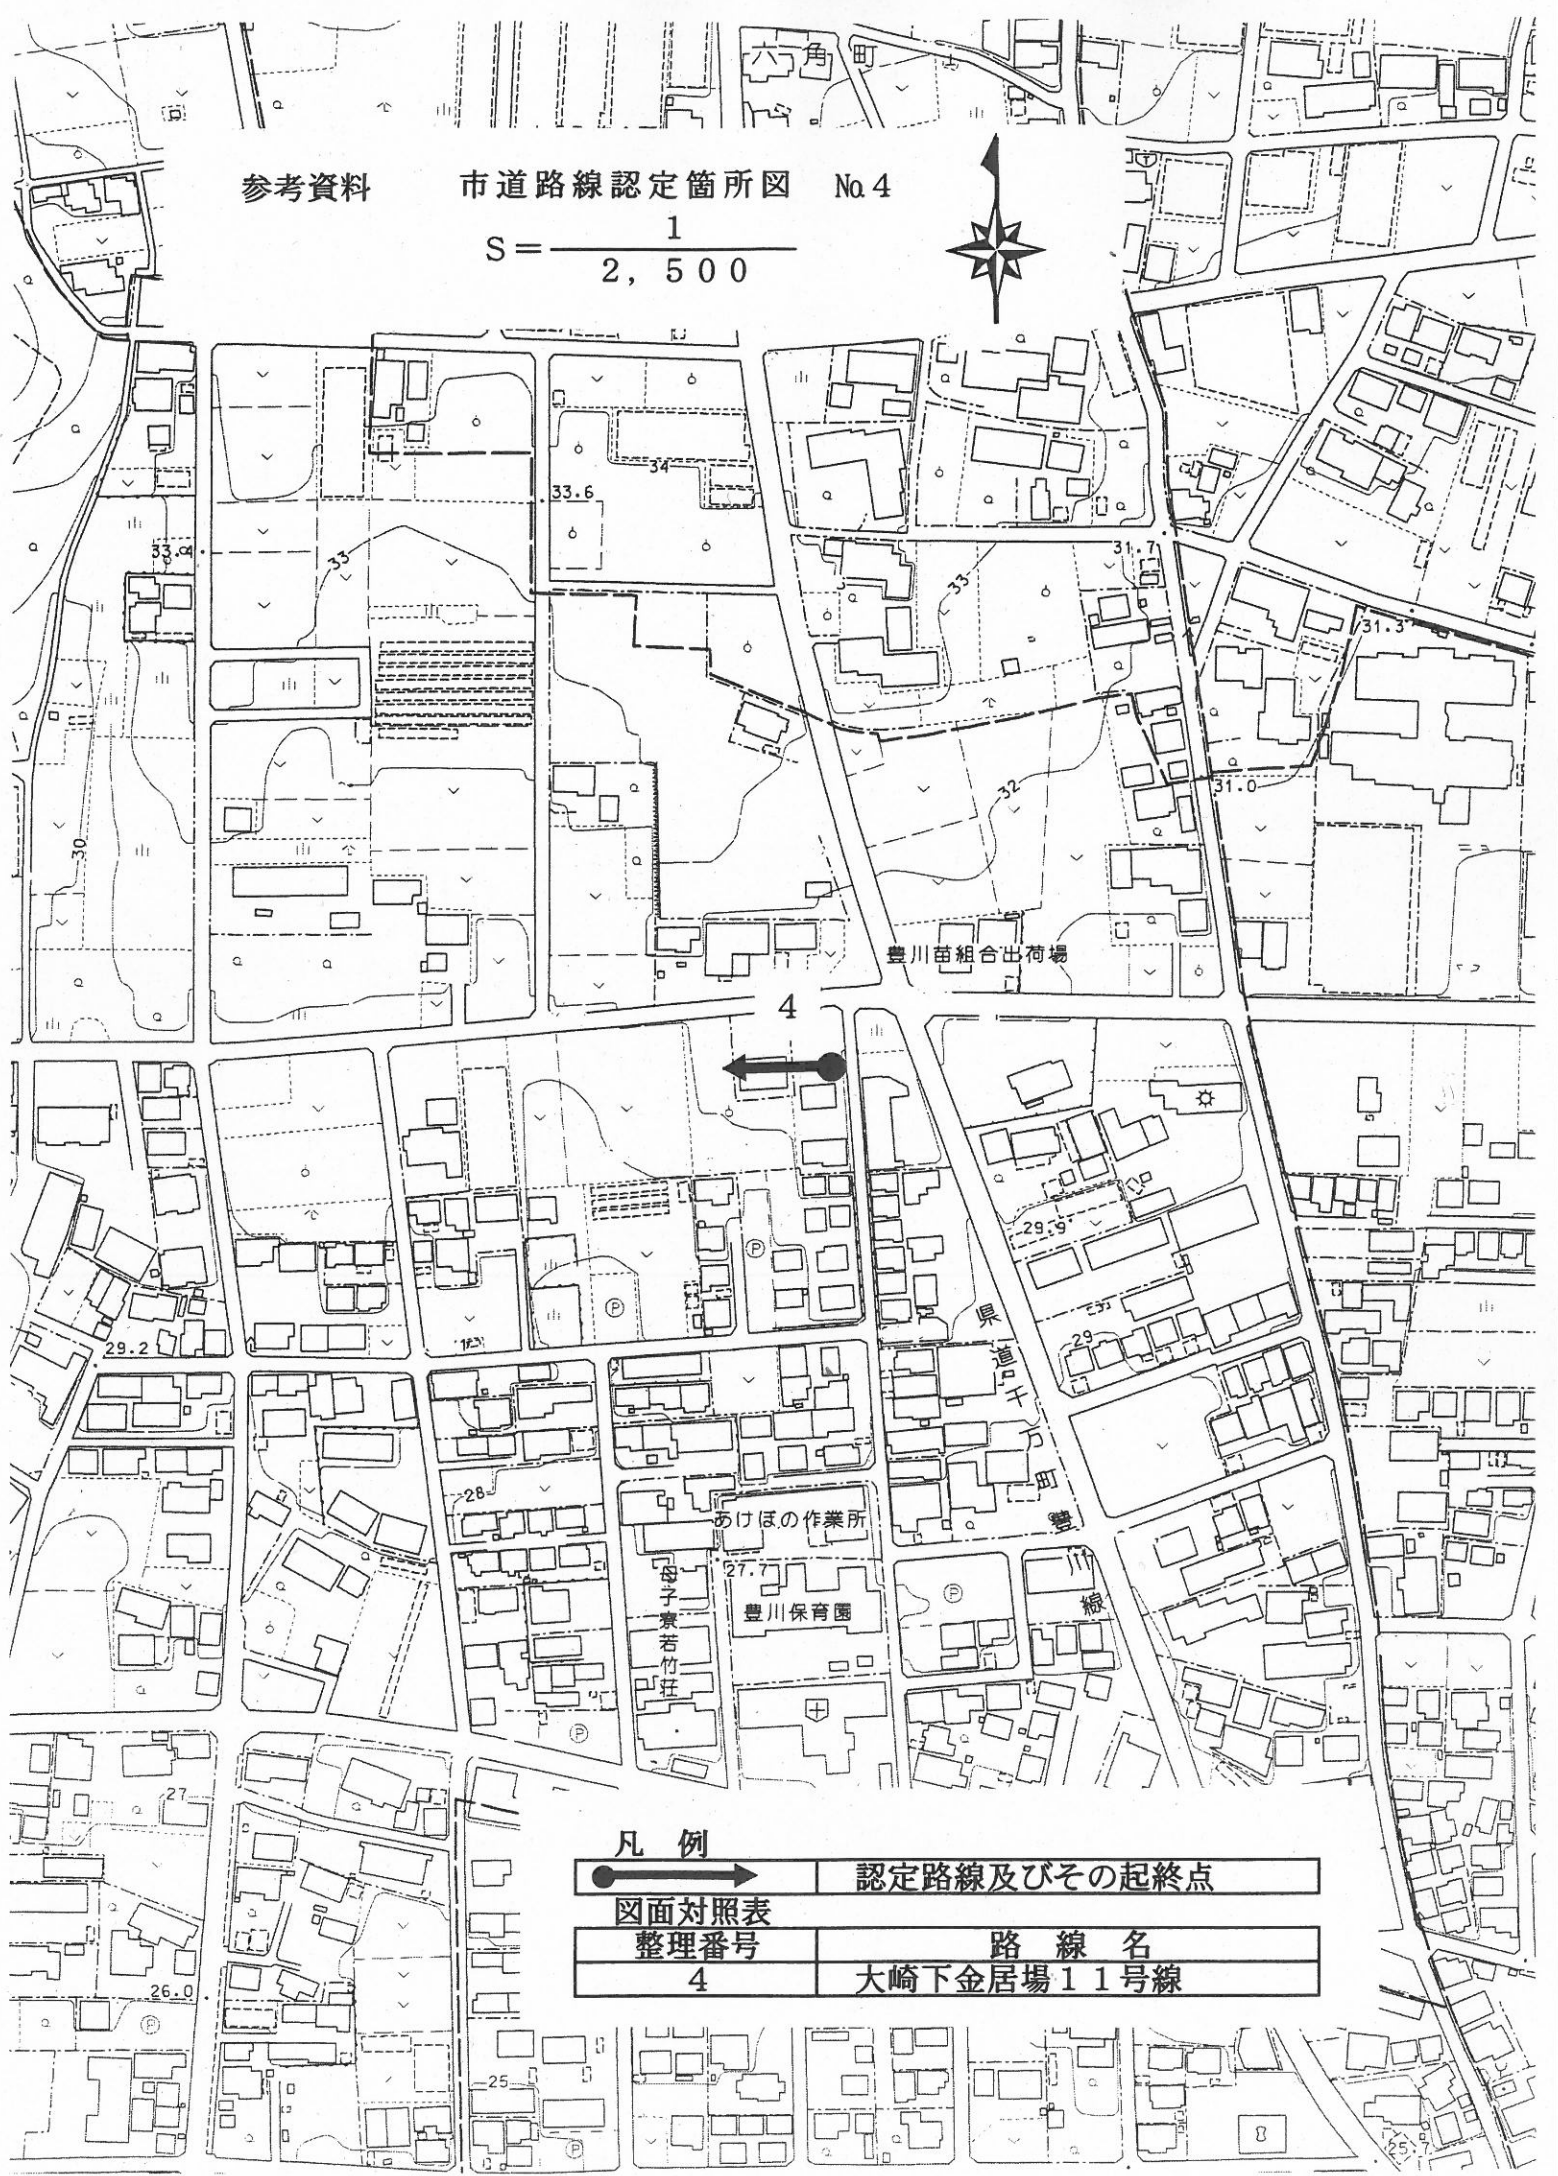 六角町
参考資料 市道路線認定箇所図 No.4
S＝1/2,500
34
33.6
33.4
33
33
31.7
31.3
32
31.0
30
豊川苗組合出荷場
4
29.9
県道千両町豊川線
29
29.2
28
あけぼの作業所
27.7
母子寮若竹荘
豊川保育園
P
P
P
P
27
凡 例
認定路線及びその起終点
図面対照表
整理番号 路 線 名
4 大崎下金居場11号線
26.0
P
25
P
25.7